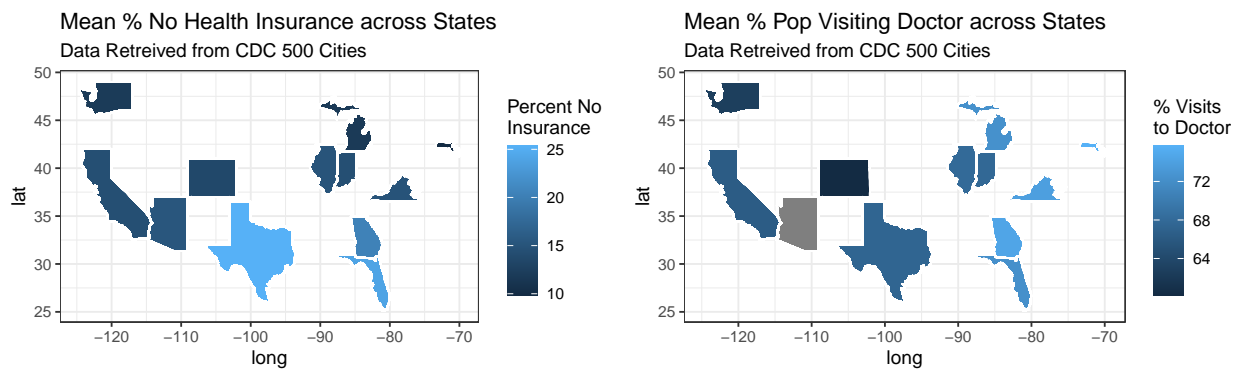 Mean % No Health Insurance across States
Data Retreived from CDC 500 Cities
50
45
40
35
30
25
lat
−120
−110
−100
−90
−80
−70
long
Percent No
Insurance
25
20
15
10
Mean % Pop Visiting Doctor across States
Data Retreived from CDC 500 Cities
50
45
40
35
30
25
lat
−120
−110
−100
−90
−80
−70
long
% Visits
to Doctor
72
68
64